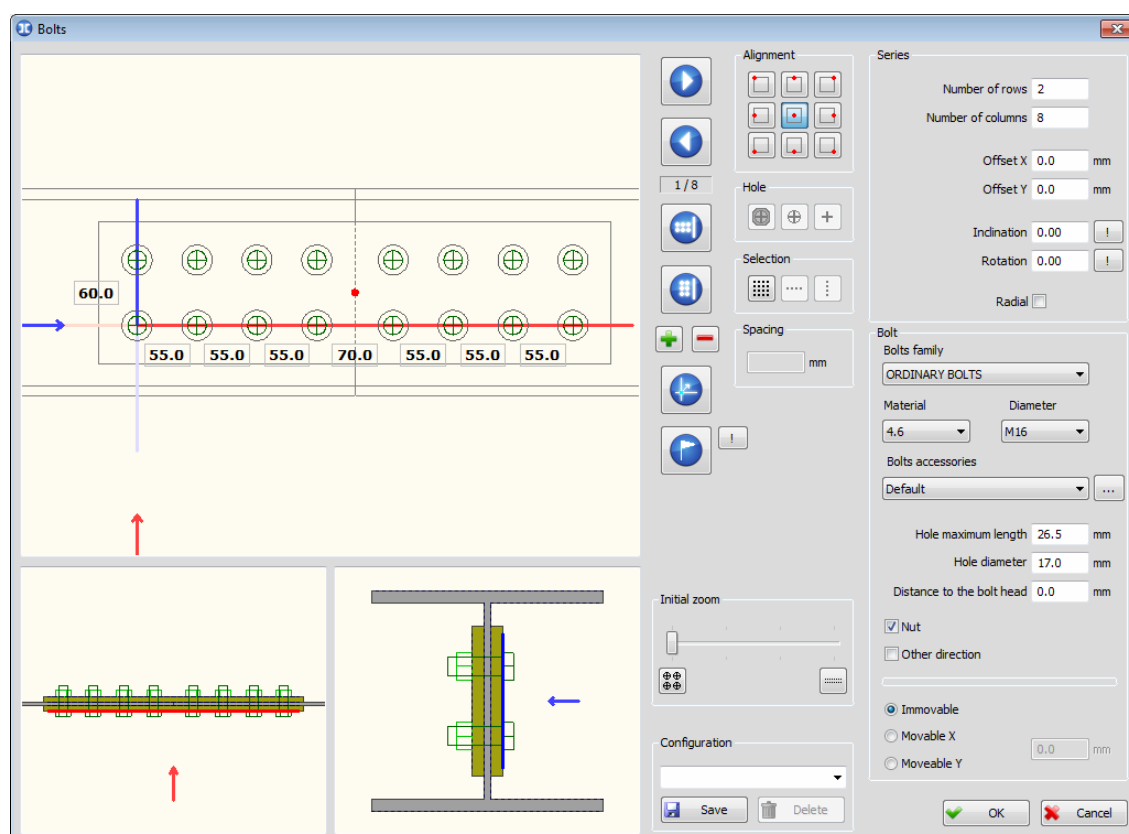 Bolts
60.0
55.0 55.0 55.0 70.0 55.0 55.0 55.0
1 / 8
!
Alignment
Hole
Selection
Spacing
mm
Initial zoom
Configuration
Save Delete
Series
Number of rows 2
Number of columns 8
Offset X 0.0 mm
Offset Y 0.0 mm
Inclination 0.00 !
Rotation 0.00 !
Radial
Bolt
Bolts family
ORDINARY BOLTS
Material Diameter
4.6 M16
Bolts accessories
Default ...
Hole maximum length 26.5 mm
Hole diameter 17.0 mm
Distance to the bolt head 0.0 mm
Nut
Other direction
Immovable
Movable X
0.0 mm
Moveable Y
OK Cancel